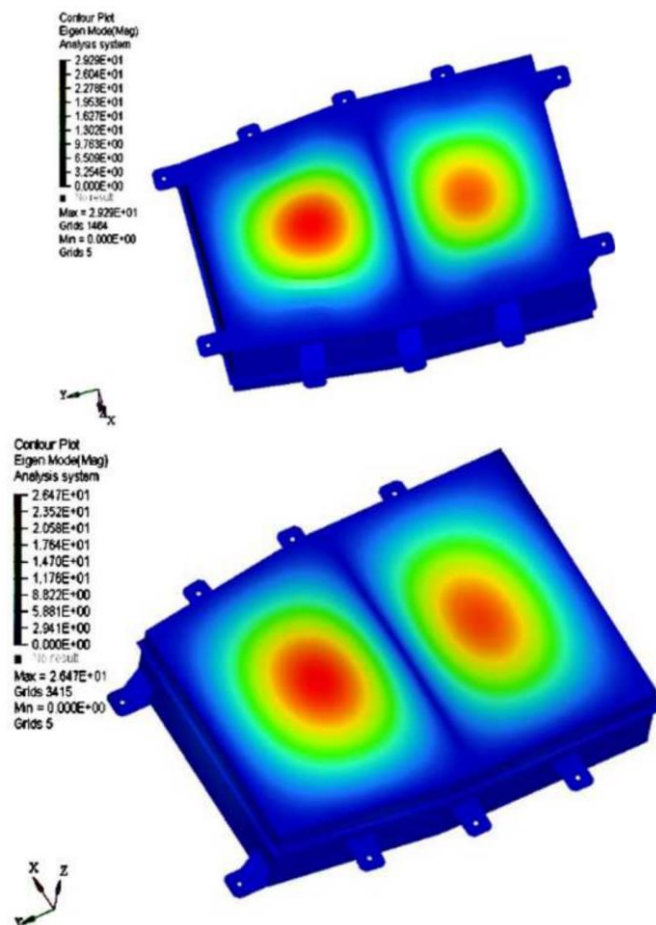 Contour Plot
Eigen Mode(Mag)
Analysis system
2.929E+01
2.604E+01
2.278E+01
1.953E+01
1.627E+01
1.302E+01
9.763E+00
6.509E+00
3.254E+00
0.000E+00
No result
Max = 2.929E+01
Grids 1464
Min = 0.000E+00
Grids 5
Y
X
Contour Plot
Eigen Mode(Mag)
Analysis system
2.647E+01
2.352E+01
2.058E+01
1.764E+01
1.470E+01
1.176E+01
8.822E+00
5.881E+00
2.941E+00
0.000E+00
No result
Max = 2.647E+01
Grids 3415
Min = 0.000E+00
Grids 5
X Z
Y